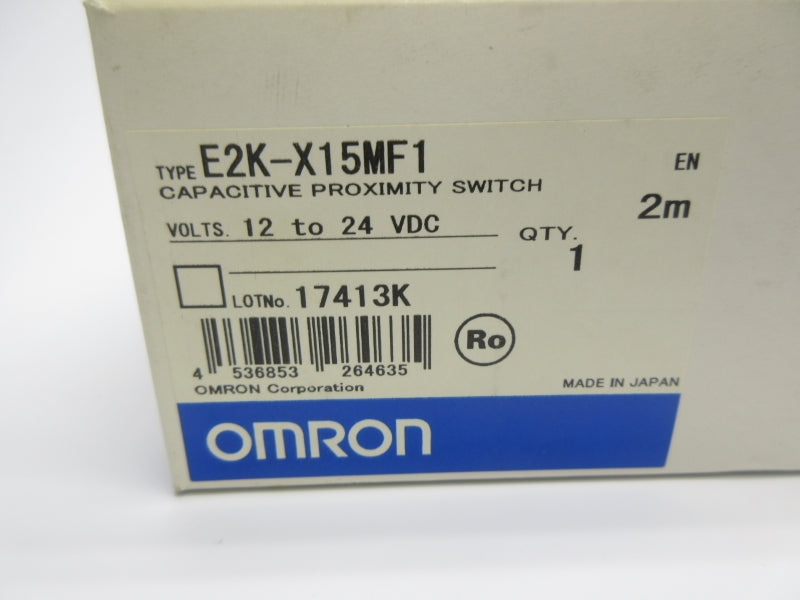 TYPE E2K-X15MF1 EN
CAPACITIVE PROXIMITY SWITCH
2m
VOLTS. 12 to 24 VDC
QTY.
1
LOTNo. 17413K
Ro
4 536853 264635
OMRON Corporation
MADE IN JAPAN
OMRON